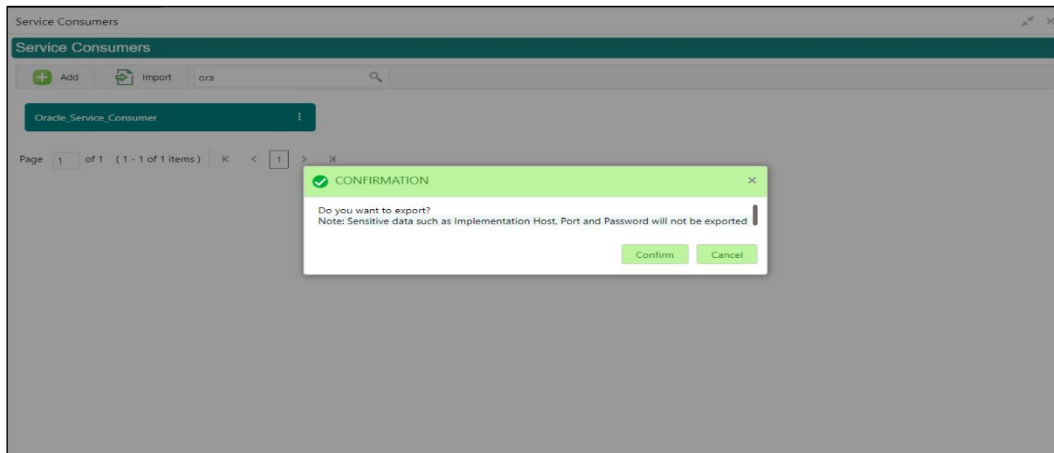 Service Consumers
Service Consumers
Add Import ora
Oracle_Service_Consumer
Page 1 of 1 ( 1 - 1 of 1 items ) K < 1 > >|
CONFIRMATION ×
Do you want to export?
Note: Sensitive data such as Implementation Host, Port and Password will not be exported
Confirm Cancel